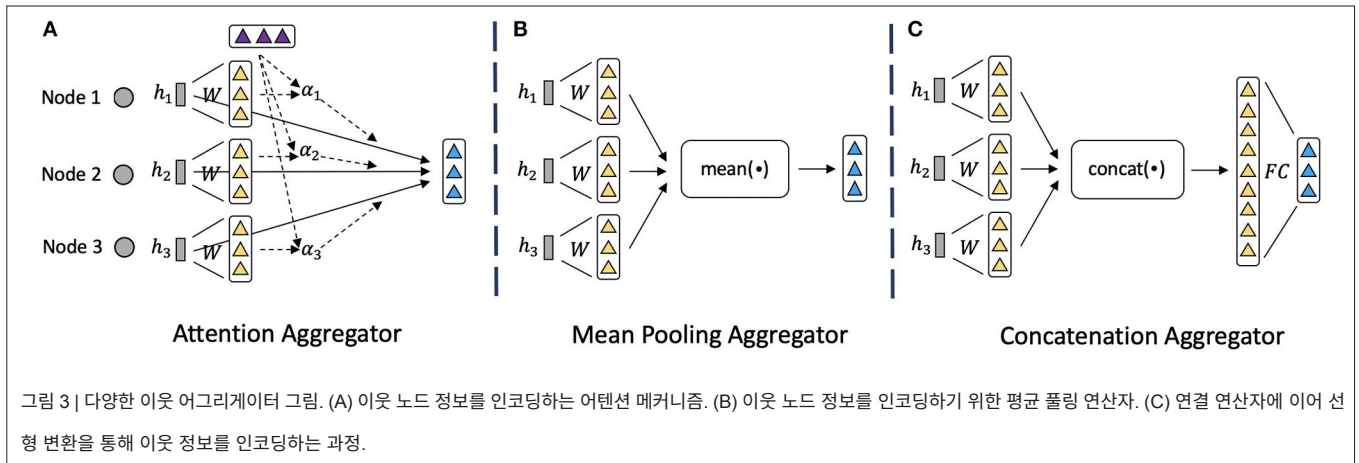 A
Node 1
h₁
W
α₁
Node 2
h₂
W
α₂
Node 3
h₃
W
α₃
Attention Aggregator
B
h₁
W
h₂
W
mean(•)
h₃
W
Mean Pooling Aggregator
C
h₁
W
h₂
W
concat(•)
FC
h₃
W
Concatenation Aggregator
그림 3 | 다양한 이웃 어그리게이터 그림. (A) 이웃 노드 정보를 인코딩하는 어텐션 메커니즘. (B) 이웃 노드 정보를 인코딩하기 위한 평균 풀링 연산자. (C) 연결 연산자에 이어 선
형 변환을 통해 이웃 정보를 인코딩하는 과정.